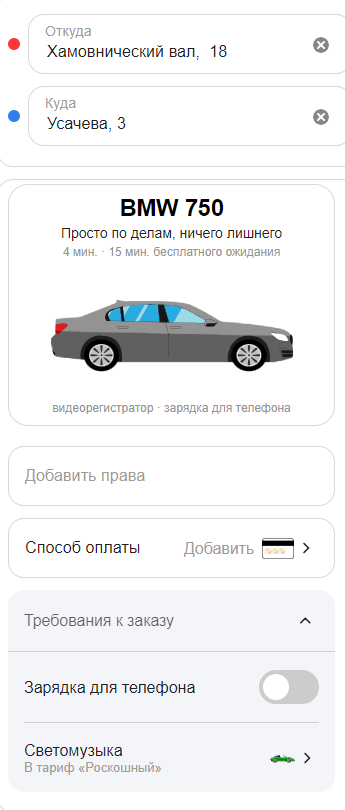 Откуда
Хамовнический вал,  18
Куда
Усачева, 3
BMW 750
Просто по делам, ничего лишнего
4 мин. · 15 мин. бесплатного ожидания
видеорегистратор · зарядка для телефона
Добавить права
Способ оплаты Добавить
Требования к заказу
Зарядка для телефона
Светомузыка
В тариф «Роскошный»